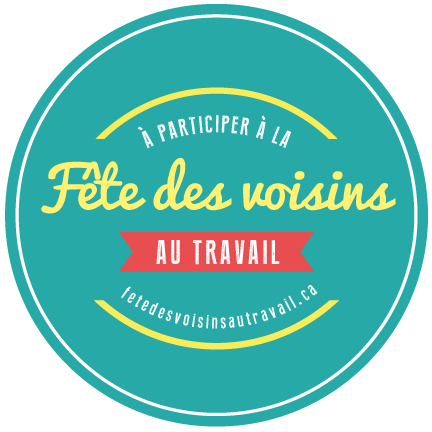 À PARTICIPER À LA
Fête des voisins
AU TRAVAIL
fetedesvoisinsautravail.ca